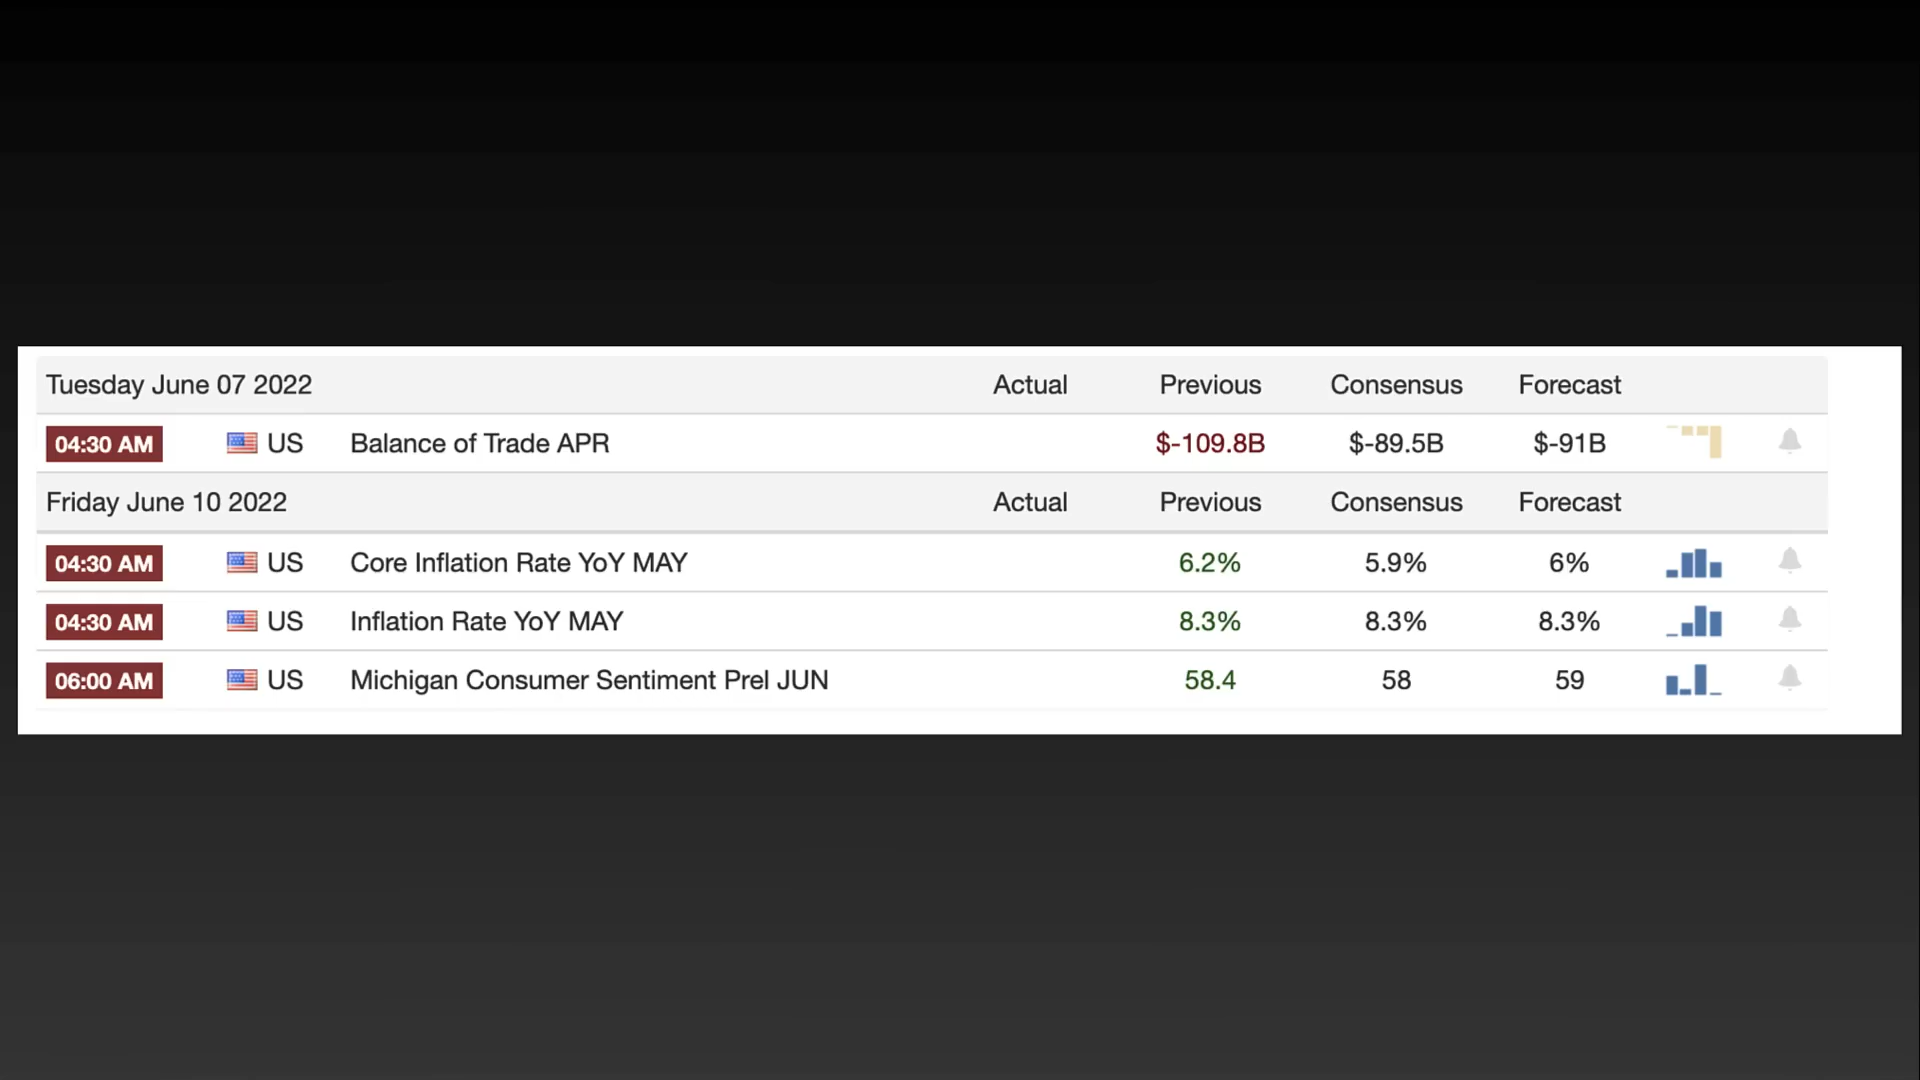 Tuesday June 07 2022 Actual Previous Consensus Forecast
04:30 AM US Balance of Trade APR $-109.8B $-89.5B $-91B
Friday June 10 2022 Actual Previous Consensus Forecast
04:30 AM US Core Inflation Rate YoY MAY 6.2% 5.9% 6%
04:30 AM US Inflation Rate YoY MAY 8.3% 8.3% 8.3%
06:00 AM US Michigan Consumer Sentiment Prel JUN 58.4 58 59